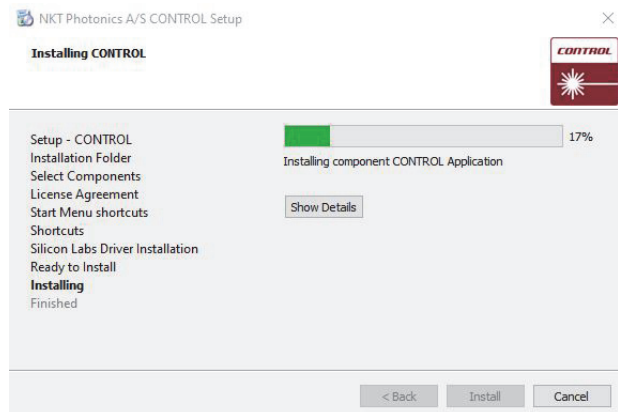 NKT Photonics A/S CONTROL Setup
Installing CONTROL
CONTROL
Setup - CONTROL
Installation Folder
Select Components
License Agreement
Start Menu shortcuts
Shortcuts
Silicon Labs Driver Installation
Ready to Install
Installing
Finished
17%
Installing component CONTROL Application
Show Details
< Back
Install
Cancel